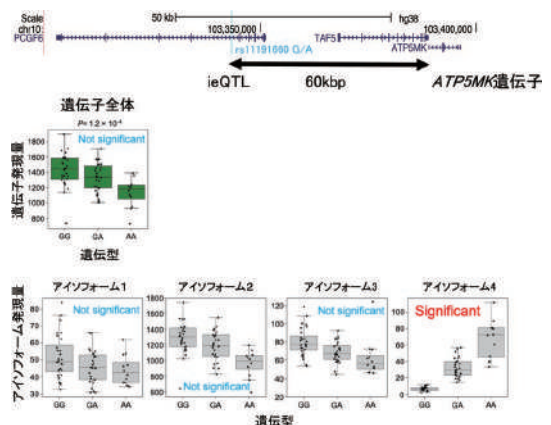 Scale
chr10:
50 kb
hg38
103,350,000
103,400,000
PCGF6
TAF5
ATP5MK
rs11191660 G/A
ieQTL
60kbp
ATP5MK遺伝子
遺伝子全体
P= 1.2 × 10⁻⁴
Not significant
遺伝子発現量
1800
1600
1400
1200
1000
800
GG GA AA
遺伝型
アイソフォーム1 アイソフォーム2 アイソフォーム3 アイソフォーム4
アイソフォーム発現量
80
70
60
50
40
30
GG GA AA
Not significant
1800
1600
1400
1200
1000
800
600
GG GA AA
Not significant
120
100
80
60
40
20
0
GG GA AA
Not significant
100
80
60
40
20
0
GG GA AA
Significant
遺伝型